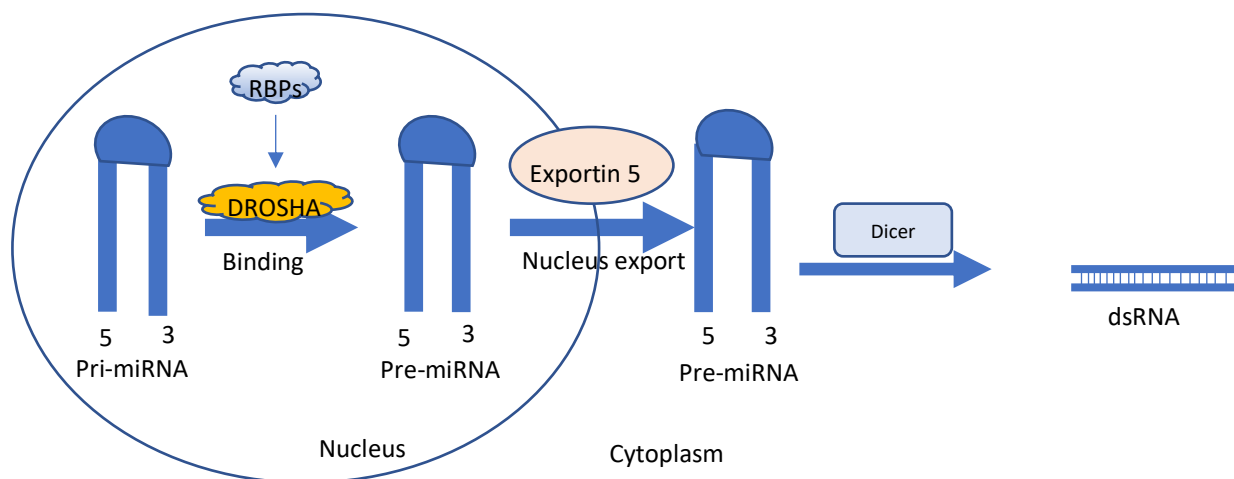 RBPs
DROSHA
Binding
5 3
Pri-miRNA
5 3
Pre-miRNA
Exportin 5
Nucleus export
5 3
Pre-miRNA
Dicer
dsRNA
Nucleus
Cytoplasm